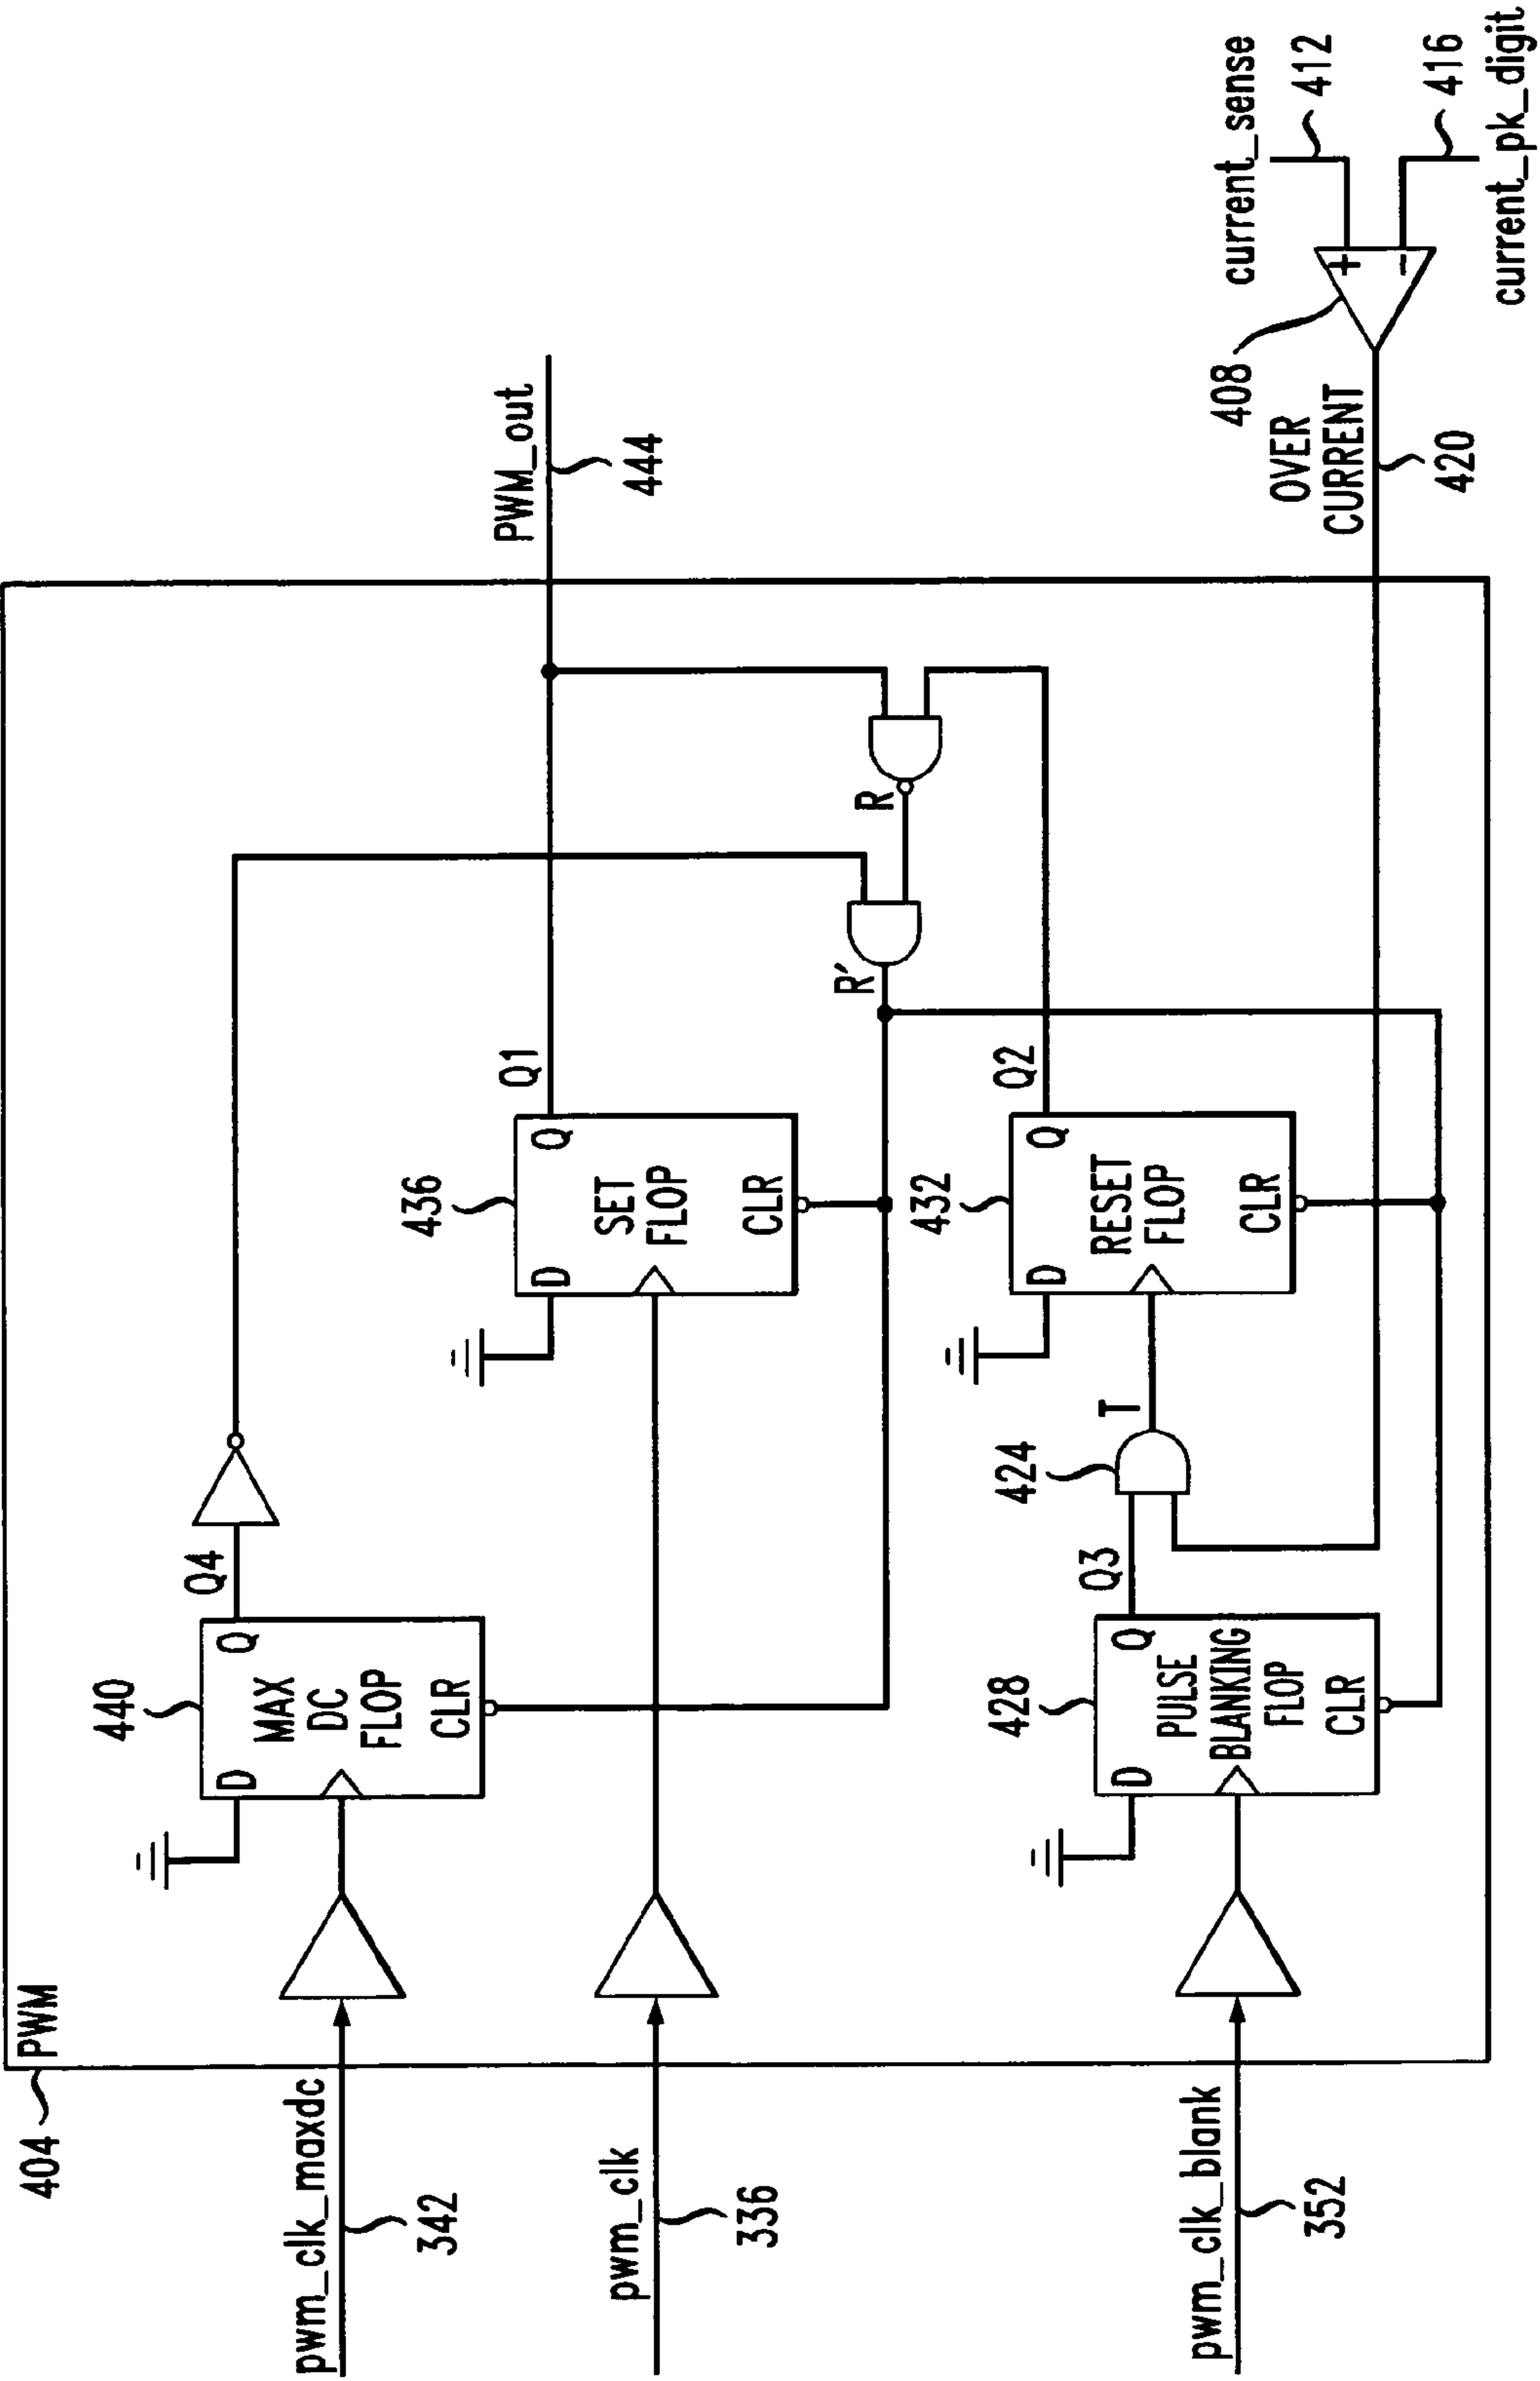 404
PWM
pwm_clk_maxdc
342
440
D
Q
MAX
DC
FLOP
CLR
Q4
pwm_clk
336
436
D
Q
SET
FLOP
CLR
Q1
PWM_out
444
R'
R
pwm_clk_blank
352
428
D
Q
PULSE
BLANKING
FLOP
CLR
Q3
424
T
432
D
Q
RESET
FLOP
CLR
Q2
OVER
CURRENT
420
408
+
-
current_sense
412
416
current_pk_digit